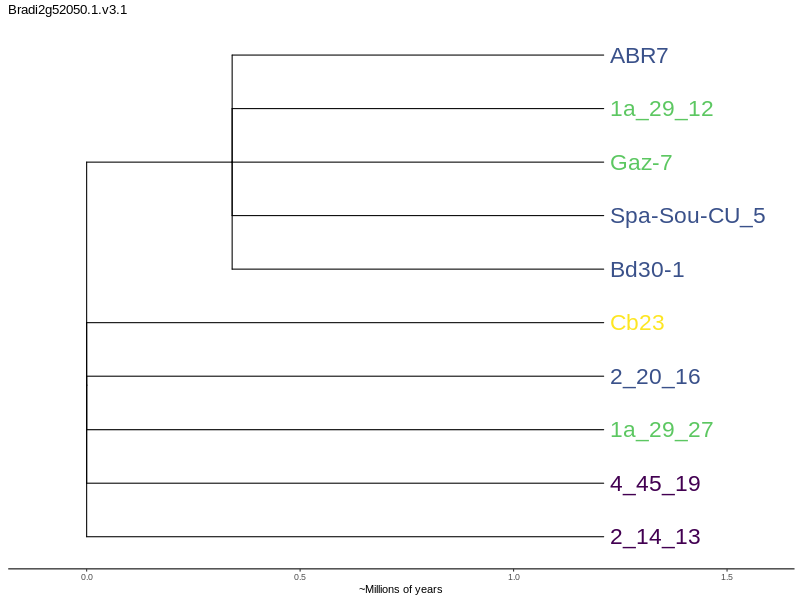 Bradi2g52050.1.v3.1
ABR7
1a_29_12
Gaz-7
Spa-Sou-CU_5
Bd30-1
Cb23
2_20_16
1a_29_27
4_45_19
2_14_13
0.0 0.5 1.0 1.5
~Millions of years